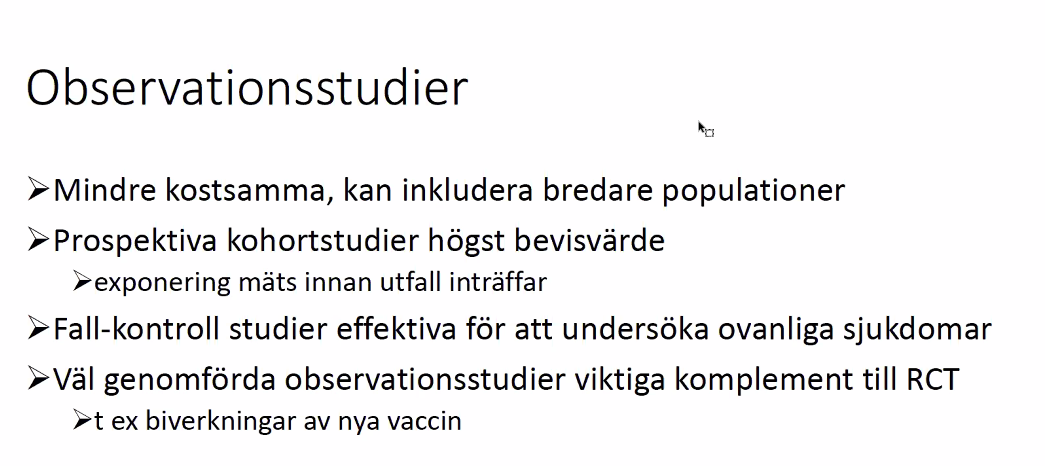 Observationsstudier
➢Mindre kostsamma, kan inkludera bredare populationer
➢Prospektiva kohortstudier högst bevisvärde
➢exponering mäts innan utfall inträffar
➢Fall-kontroll studier effektiva för att undersöka ovanliga sjukdomar
➢Väl genomförda observationsstudier viktiga komplement till RCT
➢t ex biverkningar av nya vaccin